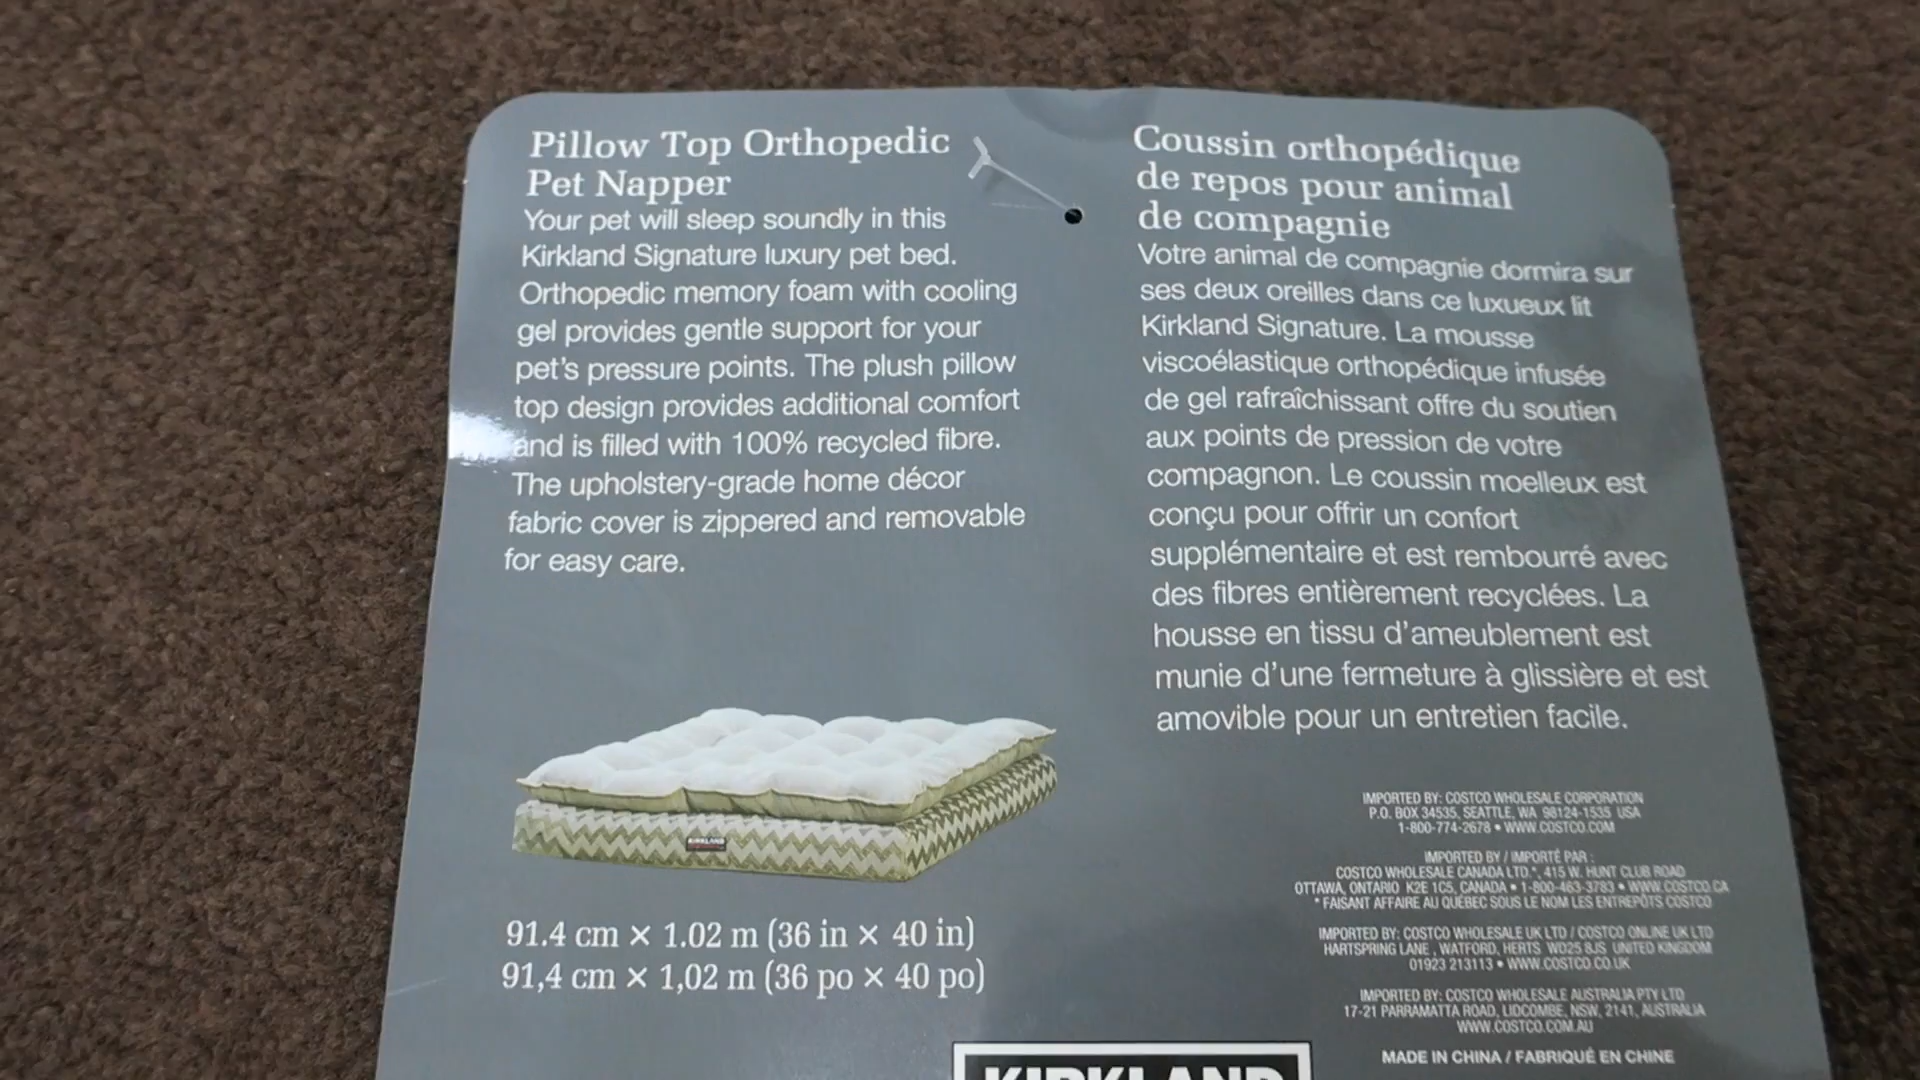 Pillow Top Orthopedic
Pet Napper
Your pet will sleep soundly in this
Kirkland Signature luxury pet bed.
Orthopedic memory foam with cooling
gel provides gentle support for your
pet's pressure points. The plush pillow
top design provides additional comfort
and is filled with 100% recycled fibre.
The upholstery-grade home décor
fabric cover is zippered and removable
for easy care.
KIRKLAND
91.4 cm × 1.02 m (36 in × 40 in)
91,4 cm × 1,02 m (36 po × 40 po)
Coussin orthopédique
de repos pour animal
de compagnie
Votre animal de compagnie dormira sur
ses deux oreilles dans ce luxueux lit
Kirkland Signature. La mousse
viscoélastique orthopédique infusée
de gel rafraîchissant offre du soutien
aux points de pression de votre
compagnon. Le coussin moelleux est
conçu pour offrir un confort
supplémentaire et est rembourré avec
des fibres entièrement recyclées. La
housse en tissu d'ameublement est
munie d'une fermeture à glissière et est
amovible pour un entretien facile.
IMPORTED BY: COSTCO WHOLESALE CORPORATION
P.O. BOX 34535, SEATTLE, WA 98124-1535 USA
1-800-774-2678 • WWW.COSTCO.COM
IMPORTED BY / IMPORTÉ PAR :
COSTCO WHOLESALE CANADA LTD.*, 415 W. HUNT CLUB ROAD
OTTAWA, ONTARIO K2E 1C5, CANADA • 1-800-463-3783 • WWW.COSTCO.CA
* FAISANT AFFAIRE AU QUÉBEC SOUS LE NOM LES ENTREPÔTS COSTCO
IMPORTED BY: COSTCO WHOLESALE UK LTD / COSTCO ONLINE UK LTD
HARTSPRING LANE, WATFORD, HERTS WD25 8JS UNITED KINGDOM
01923 213113 • WWW.COSTCO.CO.UK
IMPORTED BY: COSTCO WHOLESALE AUSTRALIA PTY LTD
17-21 PARRAMATTA ROAD, LIDCOMBE, NSW, 2141, AUSTRALIA
WWW.COSTCO.COM.AU
MADE IN CHINA / FABRIQUÉ EN CHINE
KIRKLAND